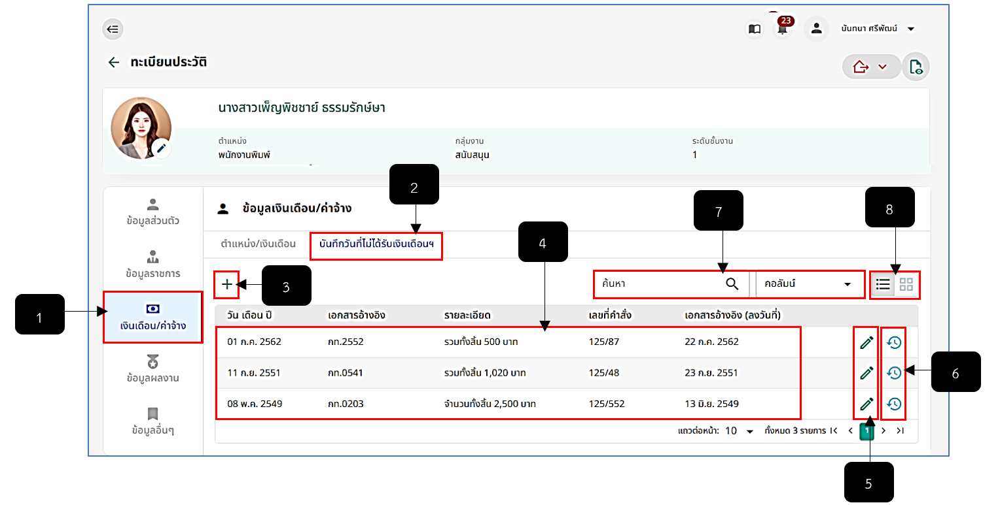 23
นันทนา ศรีพัฒน์
ทะเบียนประวัติ
นางสาวเพ็ญพิชชาย์ ธรรมรักษ์ษา
ตำแหน่ง กลุ่มงาน ระดับชั้นงาน
พนักงานพิมพ์ สนับสนุน 1
2
7
8
ข้อมูลส่วนตัว
ข้อมูลเงินเดือน/ค่าจ้าง
4
ตำแหน่ง/เงินเดือน บันทึกวันที่ไม่ได้รับเงินเดือนฯ
ข้อมูลราชการ
3
ค้นหา คอลัมน์
1
เงินเดือน/ค่าจ้าง
วัน เดือน ปี เอกสารอ้างอิง รายละเอียด เลขที่คำสั่ง เอกสารอ้างอิง (ลงวันที่)
01 ก.ค. 2562 กท.2552 รวมทั้งสิ้น 500 บาท 125/87 22 ก.ค. 2562
11 ก.ย. 2551 กท.0541 รวมทั้งสิ้น 1,020 บาท 125/48 23 ก.ย. 2551
6
ข้อมูลผลงาน
08 พ.ค. 2549 กท.0203 จำนวนทั้งสิ้น 2,500 บาท 125/552 13 มิ.ย. 2549
ข้อมูลอื่นๆ
แถวต่อหน้า: 10 ทั้งหมด 3 รายการ 1
5